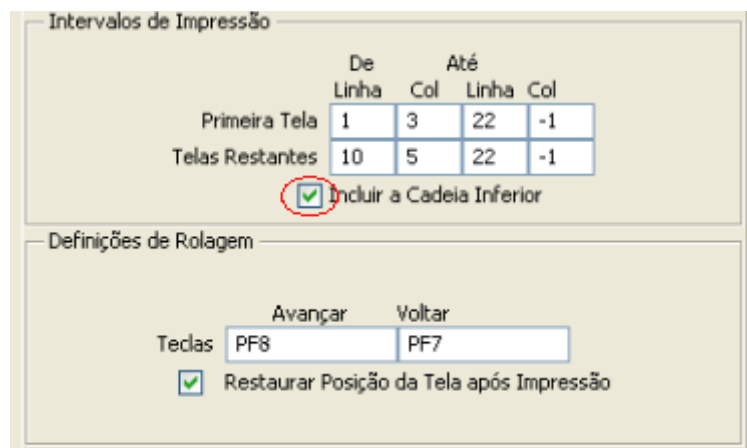 Intervalos de Impressão
De Até
Linha Col Linha Col
Primeira Tela 1 3 22 -1
Telas Restantes 10 5 22 -1
Incluir a Cadeia Inferior
Definições de Rolagem
Avançar Voltar
Teclas PF8 PF7
Restaurar Posição da Tela após Impressão